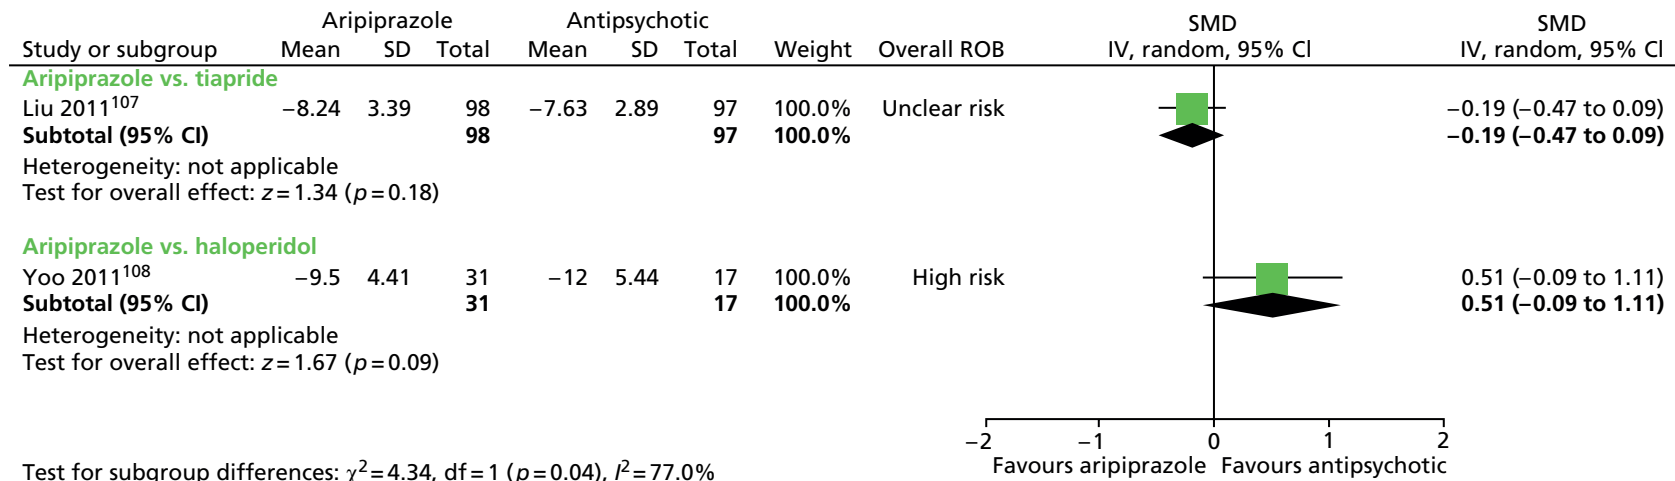 Aripiprazole Antipsychotic SMD SMD
Study or subgroup Mean SD Total Mean SD Total Weight Overall ROB IV, random, 95% CI IV, random, 95% CI
Aripiprazole vs. tiapride
Liu 2011¹⁰⁷ −8.24 3.39 98 −7.63 2.89 97 100.0% Unclear risk −0.19 (−0.47 to 0.09)
Subtotal (95% CI) 98 97 100.0% −0.19 (−0.47 to 0.09)
Heterogeneity: not applicable
Test for overall effect: z=1.34 (p=0.18)
Aripiprazole vs. haloperidol
Yoo 2011¹⁰⁸ −9.5 4.41 31 −12 5.44 17 100.0% High risk 0.51 (−0.09 to 1.11)
Subtotal (95% CI) 31 17 100.0% 0.51 (−0.09 to 1.11)
Heterogeneity: not applicable
Test for overall effect: z=1.67 (p=0.09)
−2 −1 0 1 2
Favours aripiprazole Favours antipsychotic
Test for subgroup differences: χ²=4.34, df=1 (p=0.04), I²=77.0%